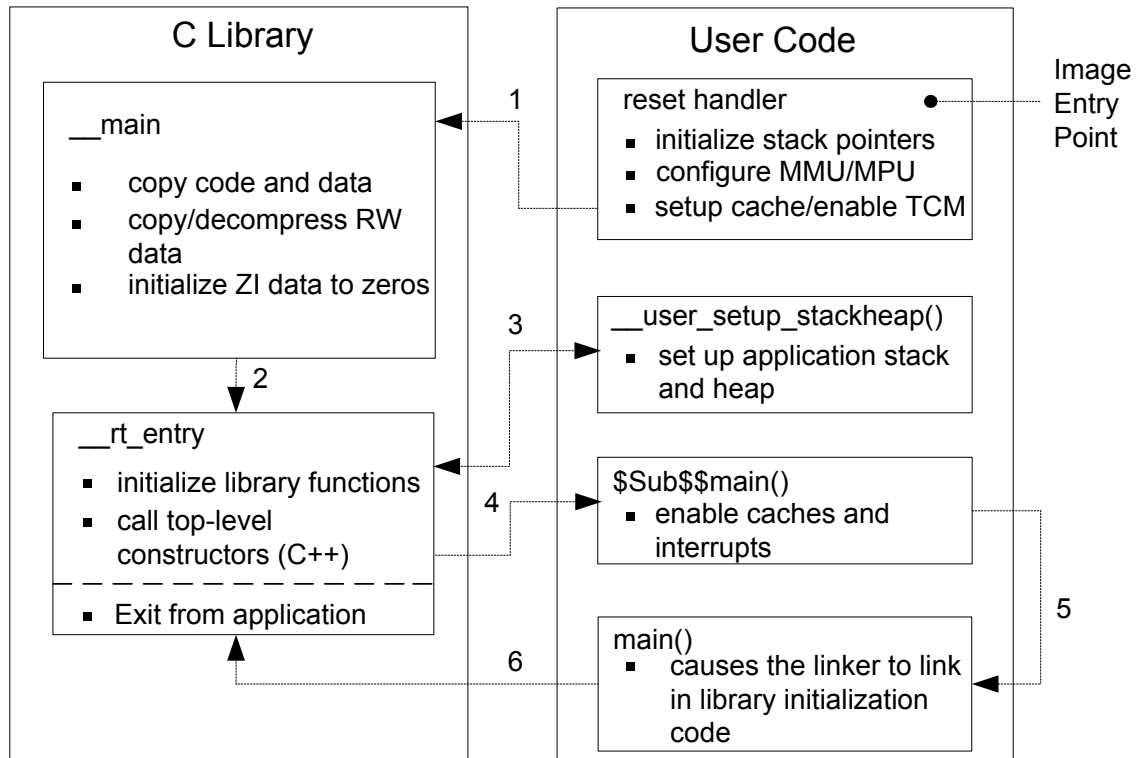 C Library
__main
▪ copy code and data
▪ copy/decompress RW
data
▪ initialize ZI data to zeros
2
__rt_entry
▪ initialize library functions
▪ call top-level
constructors (C++)
▪ Exit from application
1
3
4
6
User Code
reset handler
▪ initialize stack pointers
▪ configure MMU/MPU
▪ setup cache/enable TCM
__user_setup_stackheap()
▪ set up application stack
and heap
$Sub$$main()
▪ enable caches and
interrupts
5
main()
▪ causes the linker to link
in library initialization
code
Image
Entry
Point